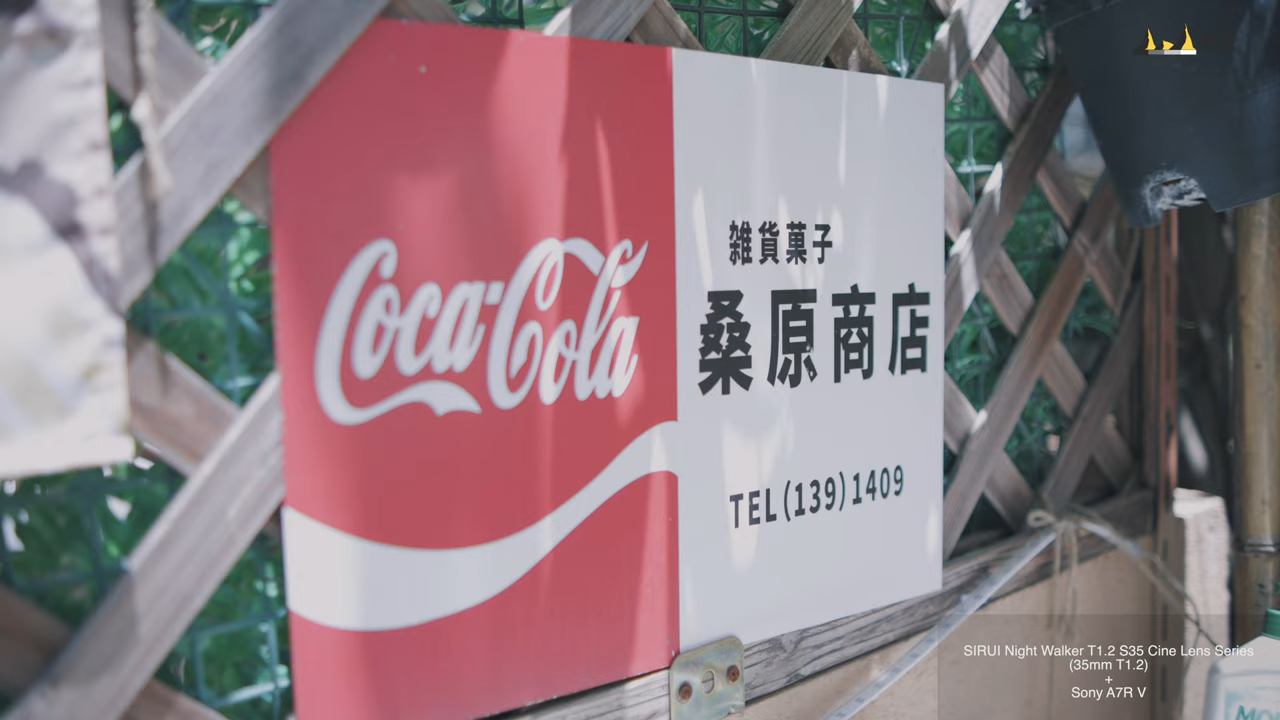 Coca-Cola
雑貨菓子
桑原商店
TEL(139)1409
SIRUI Night Walker T1.2 S35 Cine Lens Series
(35mm T1.2)
+
Sony A7R V